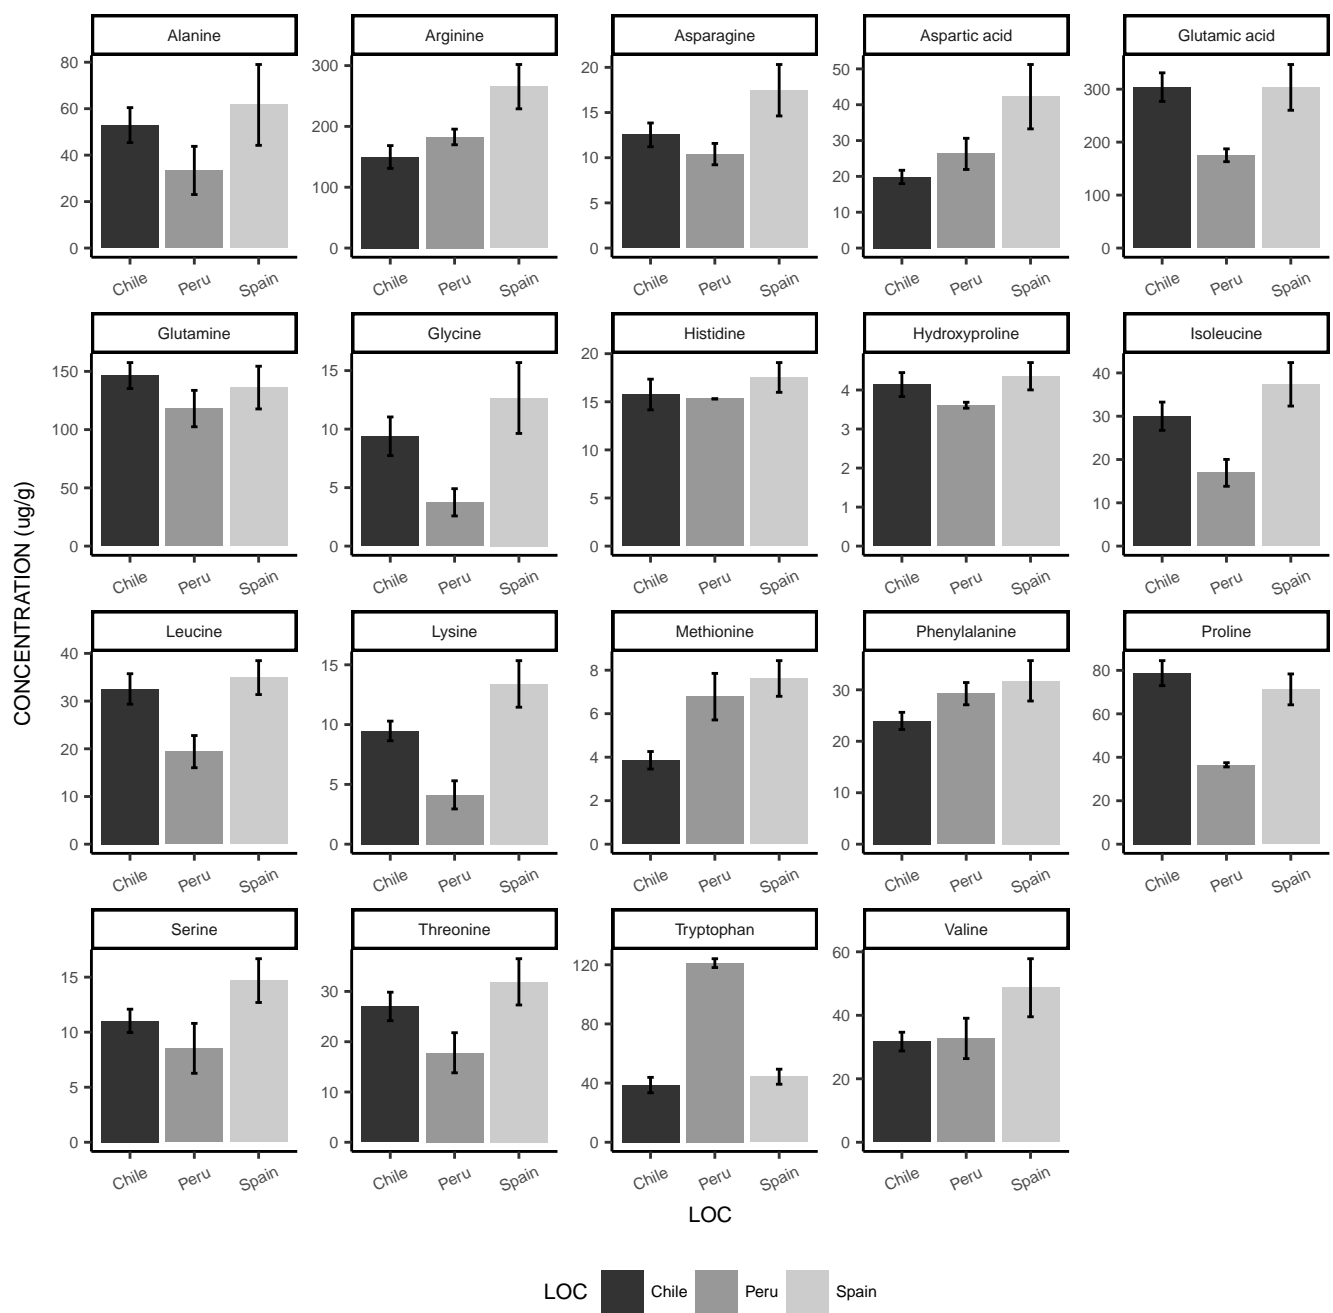 Alanine
Arginine
Asparagine
Aspartic acid
Glutamic acid
80
60
40
20
0
300
200
100
0
20
15
10
5
0
50
40
30
20
10
0
300
200
100
0
Chile Peru Spain
Chile Peru Spain
Chile Peru Spain
Chile Peru Spain
Chile Peru Spain
Glutamine
Glycine
Histidine
Hydroxyproline
Isoleucine
150
100
50
0
15
10
5
0
20
15
10
5
0
4
3
2
1
0
40
30
20
10
0
Chile Peru Spain
Chile Peru Spain
Chile Peru Spain
Chile Peru Spain
Chile Peru Spain
CONCENTRATION (ug/g)
Leucine
Lysine
Methionine
Phenylalanine
Proline
40
30
20
10
0
15
10
5
0
8
6
4
2
0
30
20
10
0
80
60
40
20
0
Chile Peru Spain
Chile Peru Spain
Chile Peru Spain
Chile Peru Spain
Chile Peru Spain
Serine
Threonine
Tryptophan
Valine
15
10
5
0
30
20
10
0
120
80
40
0
60
40
20
0
Chile Peru Spain
Chile Peru Spain
Chile Peru Spain
Chile Peru Spain
LOC
LOC Chile Peru Spain